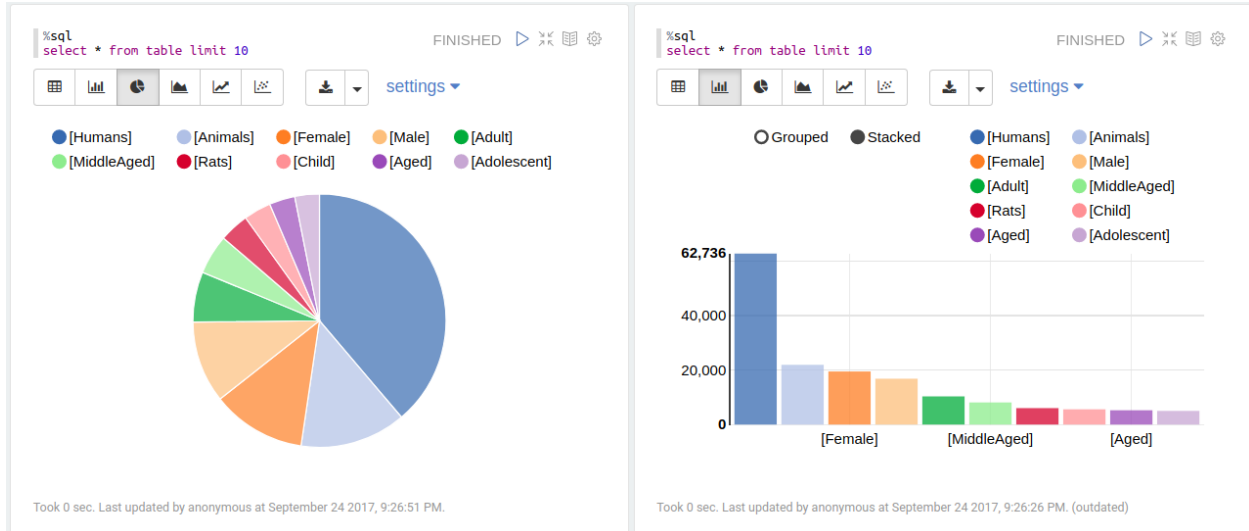 %sql
select * from table limit 10
FINISHED
settings
[Humans] [Animals] [Female] [Male] [Adult]
[MiddleAged] [Rats] [Child] [Aged] [Adolescent]
Took 0 sec. Last updated by anonymous at September 24 2017, 9:26:51 PM.
%sql
select * from table limit 10
FINISHED
settings
Grouped Stacked
[Humans] [Animals]
[Female] [Male]
[Adult] [MiddleAged]
[Rats] [Child]
[Aged] [Adolescent]
62,736
40,000
20,000
0
[Female] [MiddleAged] [Aged]
Took 0 sec. Last updated by anonymous at September 24 2017, 9:26:26 PM. (outdated)